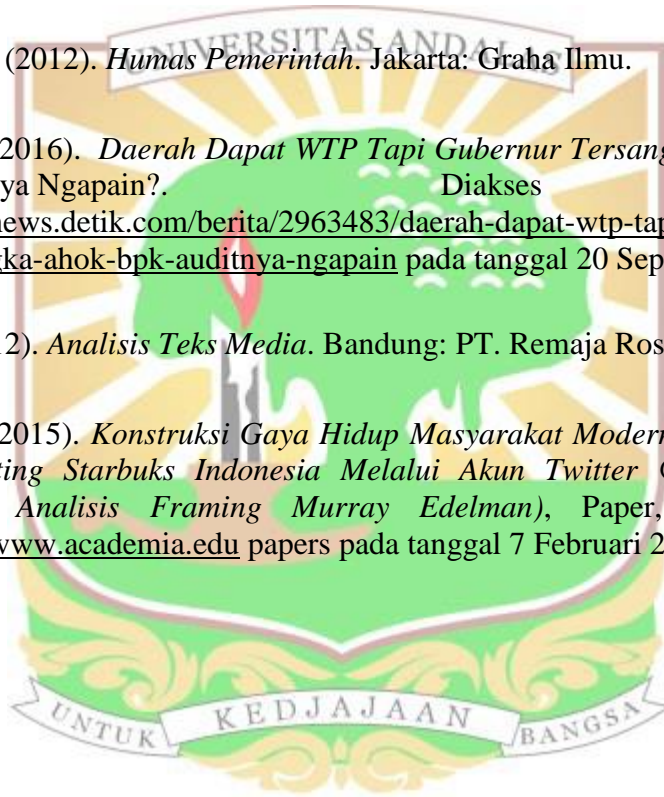 UNIVERSITAS ANDALAS
(2012). Humas Pemerintah. Jakarta: Graha Ilmu.
2016). Daerah Dapat WTP Tapi Gubernur Tersang
ya Ngapain?. Diakses
news.detik.com/berita/2963483/daerah-dapat-wtp-tap
gka-ahok-bpk-auditnya-ngapain pada tanggal 20 Sep
12). Analisis Teks Media. Bandung: PT. Remaja Ros
2015). Konstruksi Gaya Hidup Masyarakat Modern
ting Starbuks Indonesia Melalui Akun Twitter
Analisis Framing Murray Edelman), Paper,
www.academia.edu papers pada tanggal 7 Februari 2
UNTUK KEDJAJAAN BANGSA